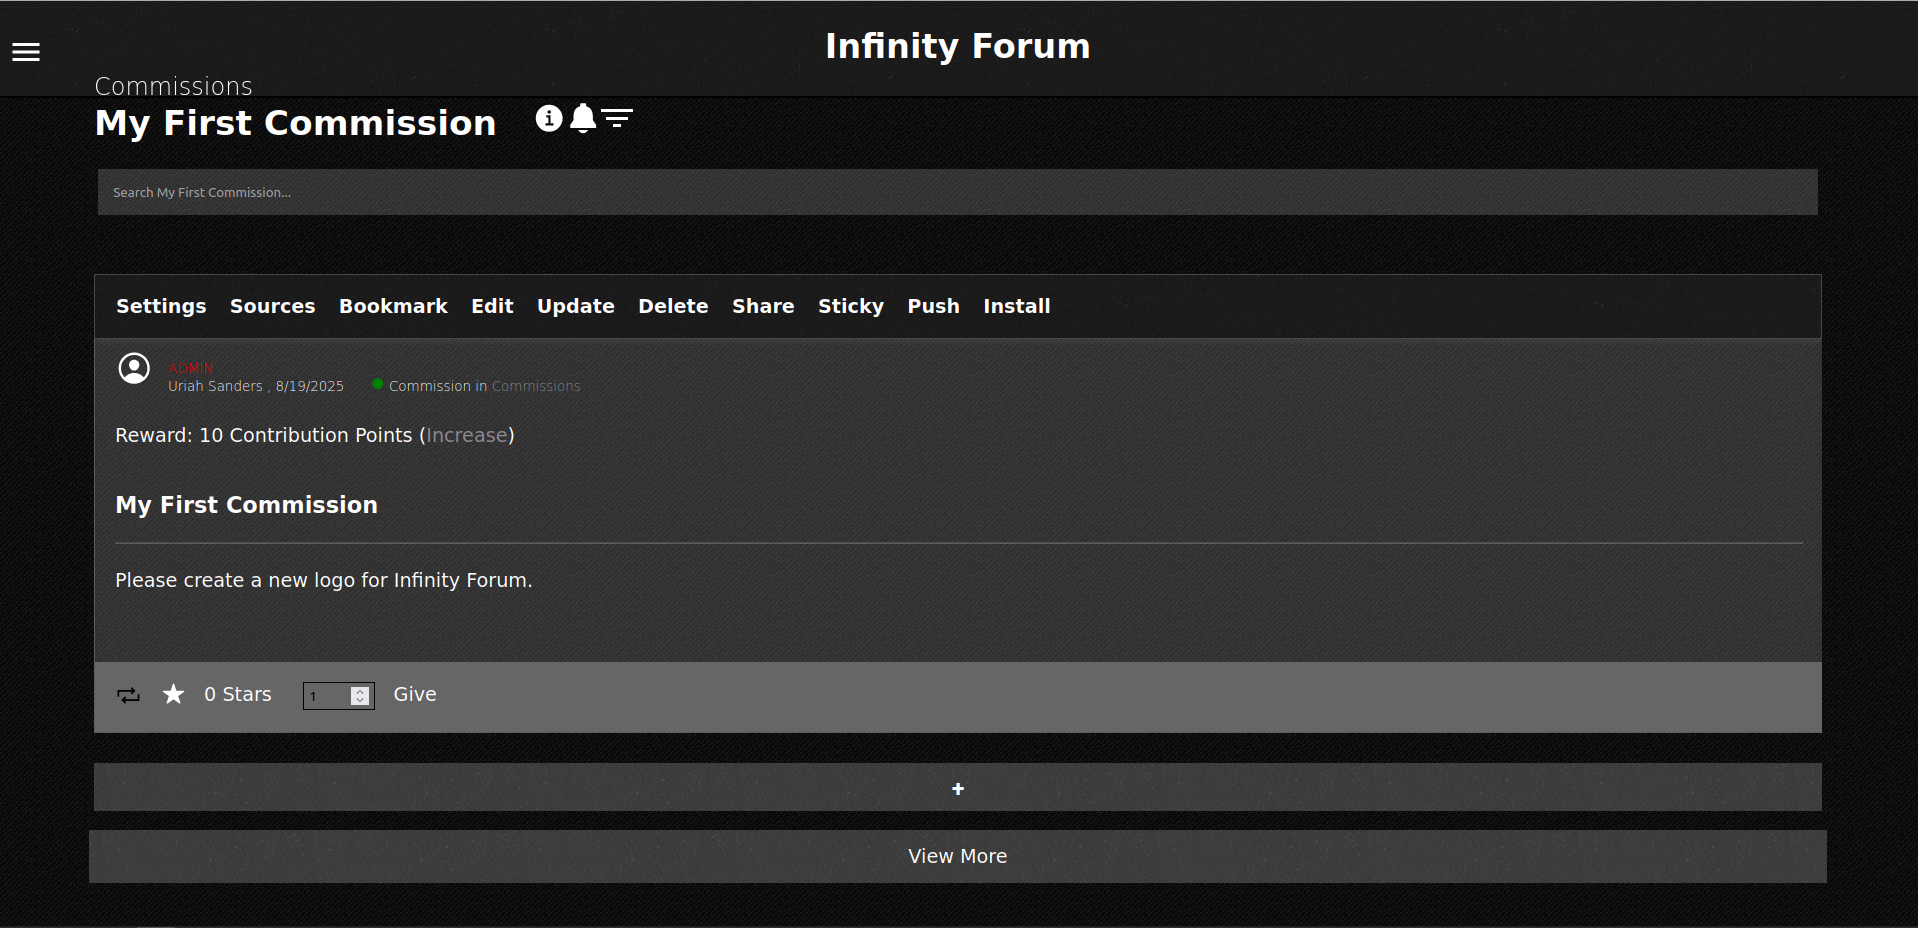 Infinity Forum
Commissions
My First Commission
Search My First Commission...
Settings Sources Bookmark Edit Update Delete Share Sticky Push Install
ADMIN
Uriah Sanders , 8/19/2025 Commission in Commissions
Reward: 10 Contribution Points (Increase)
My First Commission
Please create a new logo for Infinity Forum.
0 Stars 1 Give
+
View More